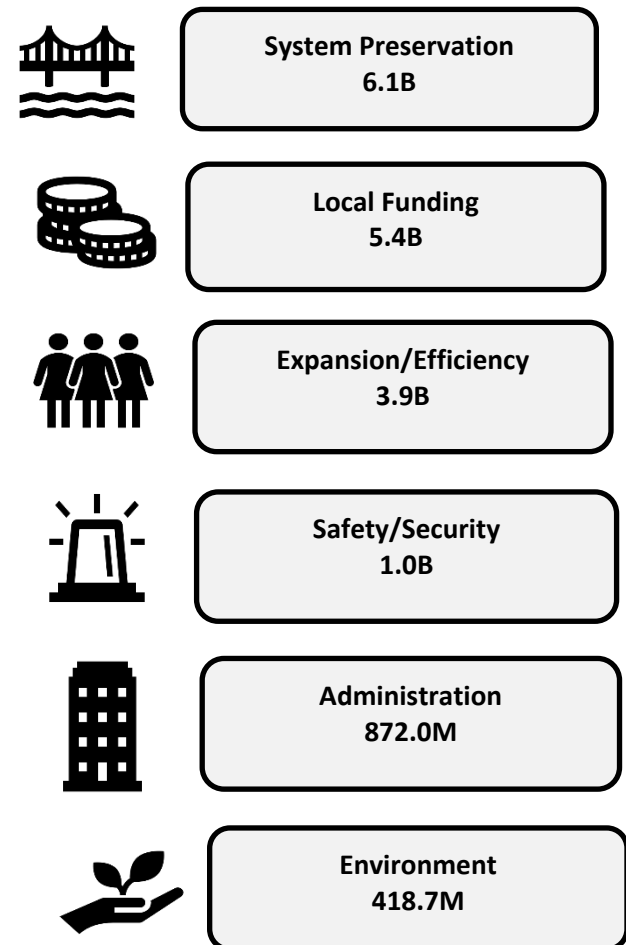 System Preservation
6.1B
Local Funding
5.4B
Expansion/Efficiency
3.9B
Safety/Security
1.0B
Administration
872.0M
Environment
418.7M